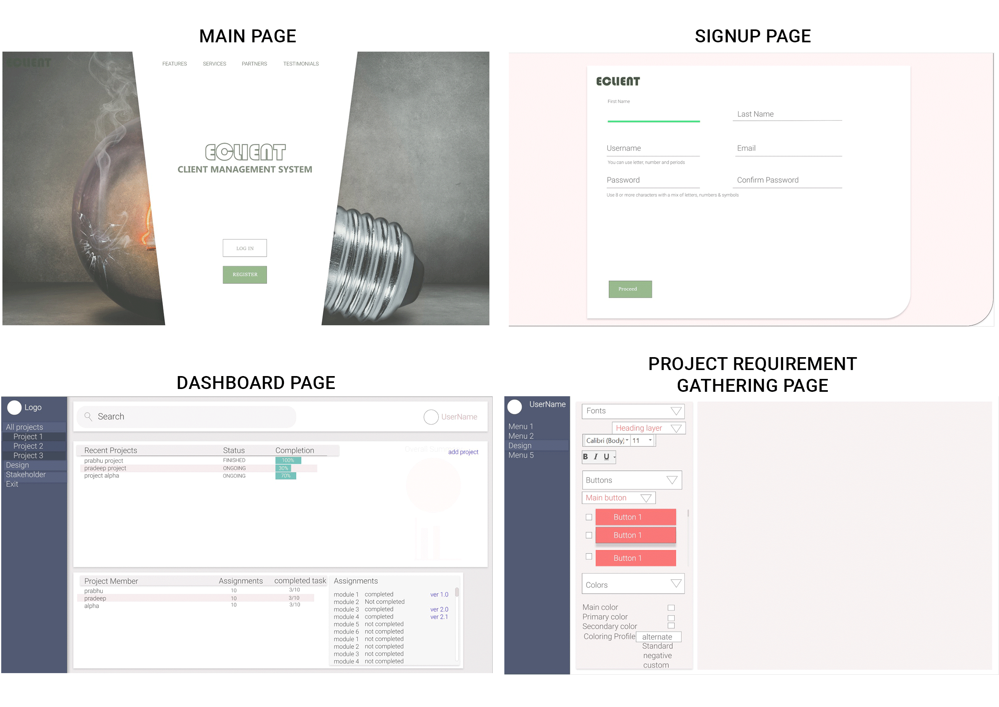 MAIN PAGE
ECLIENT
FEATURES SERVICES PARTNERS TESTIMONIALS
ECLIENT
CLIENT MANAGEMENT SYSTEM
LOG IN
REGISTER
SIGNUP PAGE
ECLIENT
First Name
Last Name
Username Email
You can use letter, number and periods
Password Confirm Password
Use 8 or more characters with a mix of letters, numbers & symbols
Proceed
DASHBOARD PAGE
Logo
All projects
Project 1
Project 2
Project 3
Design
Stakeholder
Exit
Search
UserName
Recent Projects Status Completion
prabhu project FINISHED 100%
pradeep project ONGOING 30%
project alpha ONGOING 70%
Overall
add project
Project Member Assignments completed task
prabhu 10 3/10
pradeep 10 3/10
alpha 10 3/10
Assignments
module 1 completed ver 1.0
module 2 Not completed
module 3 completed ver 2.0
module 4 completed ver 2.1
module 5 not completed
module 6 not completed
module 1 not completed
module 2 not completed
module 3 not completed
module 4 not completed
PROJECT REQUIREMENT
GATHERING PAGE
UserName
Menu 1
Menu 2
Design
Menu 5
Fonts
Heading layer
Calibri (Body) 11
B I U
Buttons
Main button
Button 1
Button 1
Button 1
Colors
Main color
Primary color
Secondary color
Coloring Profile alternate
Standard
negative
custom